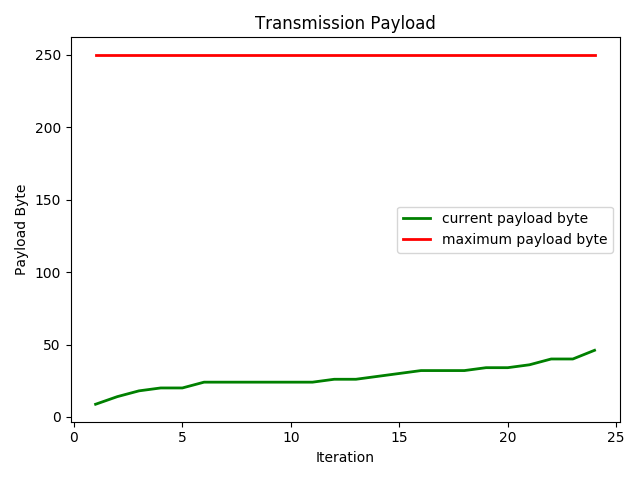 Transmission Payload
Payload Byte
250
200
150
100
50
0
current payload byte
maximum payload byte
0 5 10 15 20 25
Iteration